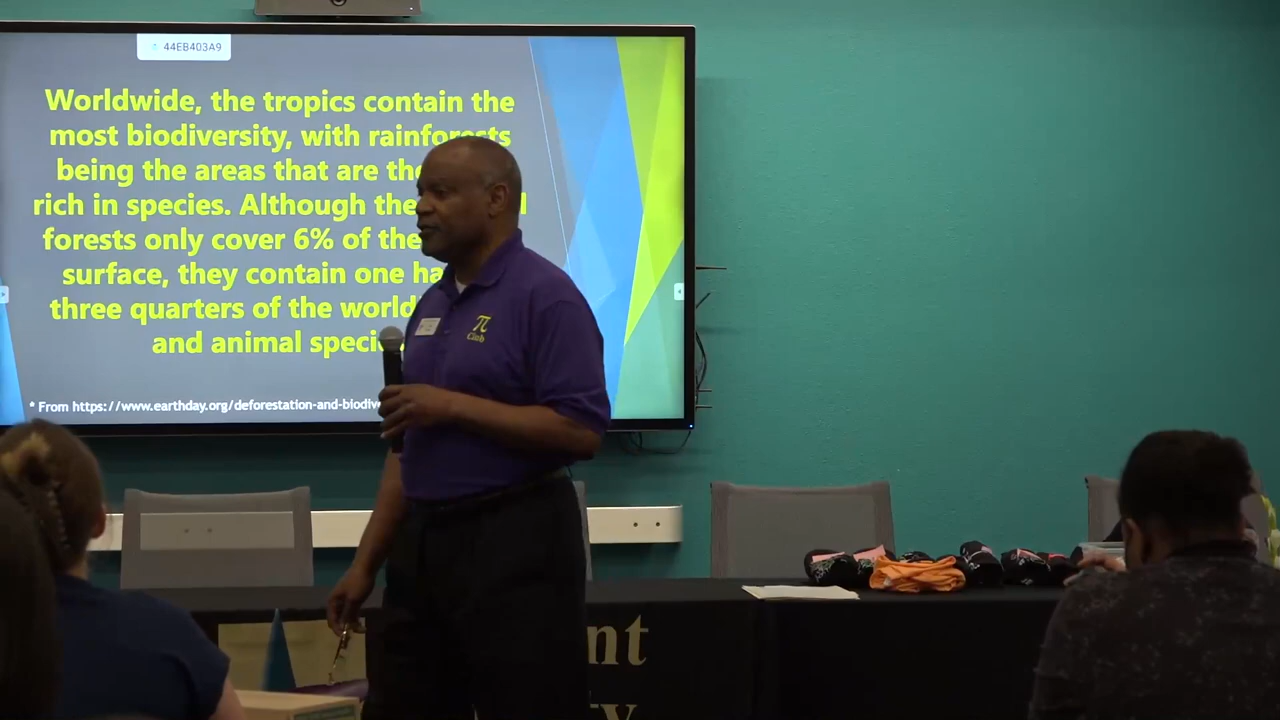 44EB403A9
Worldwide, the tropics contain the
most biodiversity, with rainforests
being the areas that are the
rich in species. Although the
forests only cover 6% of the
surface, they contain one ha
three quarters of the world
and animal speci
* From https://www.earthday.org/deforestation-and-biodiv
π
Club
nt